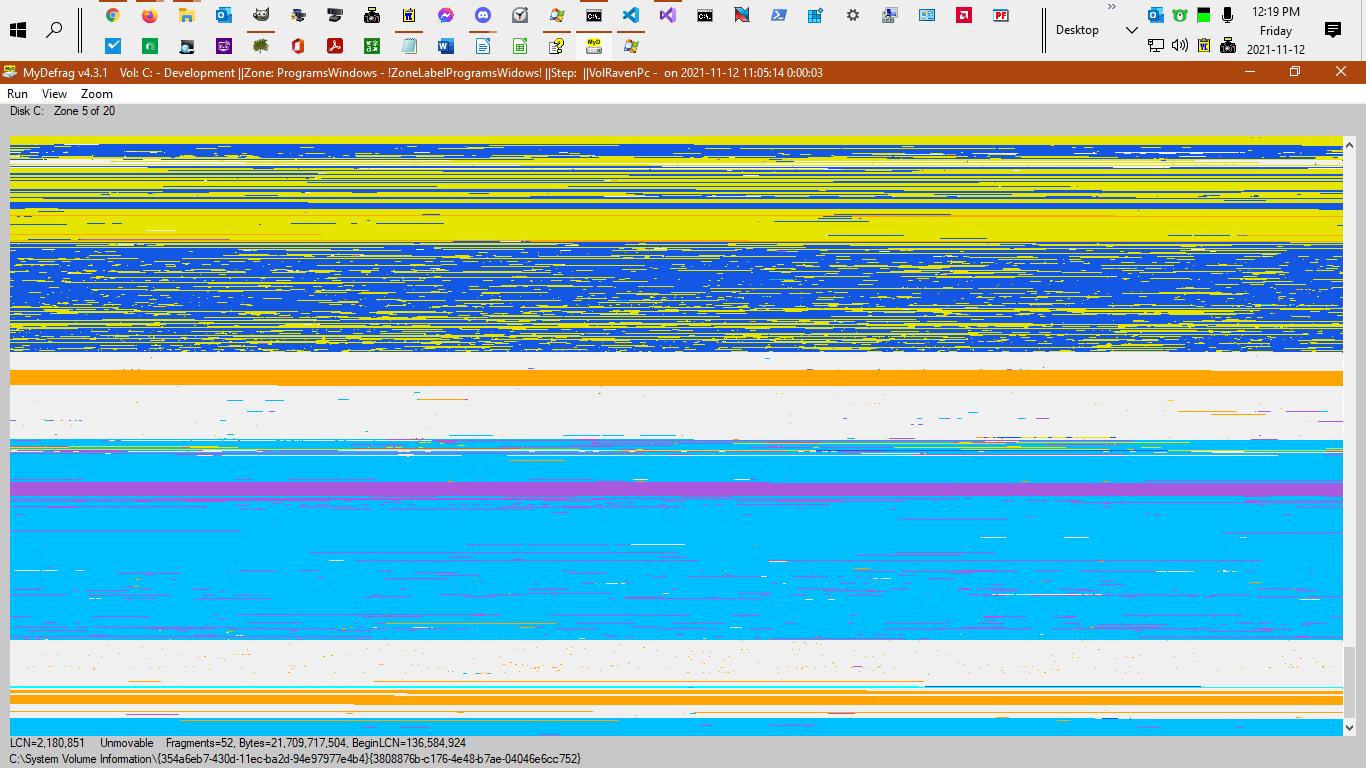 12:19 PM
Friday
2021-11-12
Desktop
MyDefrag v4.3.1 Vol: C: - Development ||Zone: ProgramsWindows - !ZoneLabelProgramsWidows! ||Step: ||VolRavenPc - on 2021-11-12 11:05:14 0:00:03
Run View Zoom
Disk C: Zone 5 of 20
LCN=2,180,851 Unmovable Fragments=52, Bytes=21,709,717,504, BeginLCN=136,584,924
C:\System Volume Information\{354a6eb7-430d-11ec-ba2d-94e97977e4b4}{3808876b-c176-4e48-b7ae-04046e6cc752}